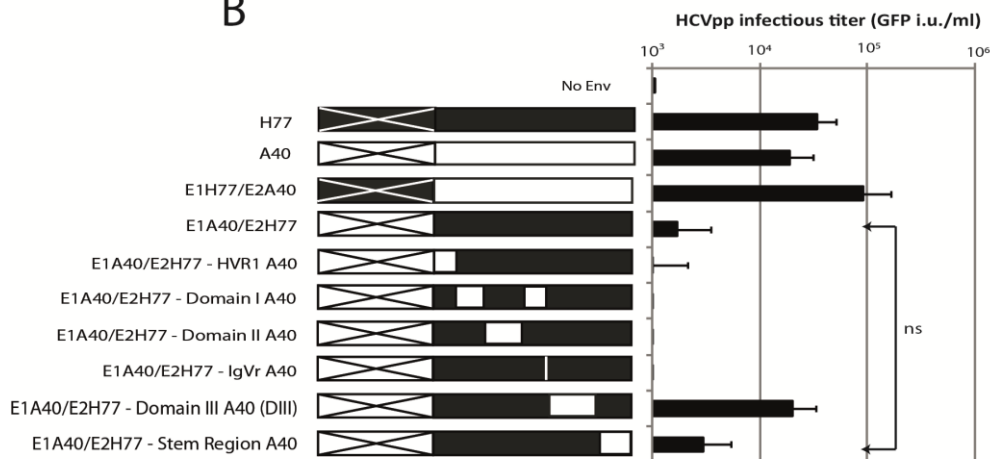 B
HCVpp infectious titer (GFP i.u./ml)
10³ 10⁴ 10⁵ 10⁶
No Env
H77
A40
E1H77/E2A40
E1A40/E2H77
E1A40/E2H77 - HVR1 A40
E1A40/E2H77 - Domain I A40
E1A40/E2H77 - Domain II A40
ns
E1A40/E2H77 - IgVr A40
E1A40/E2H77 - Domain III A40 (DIII)
E1A40/E2H77 - Stem Region A40